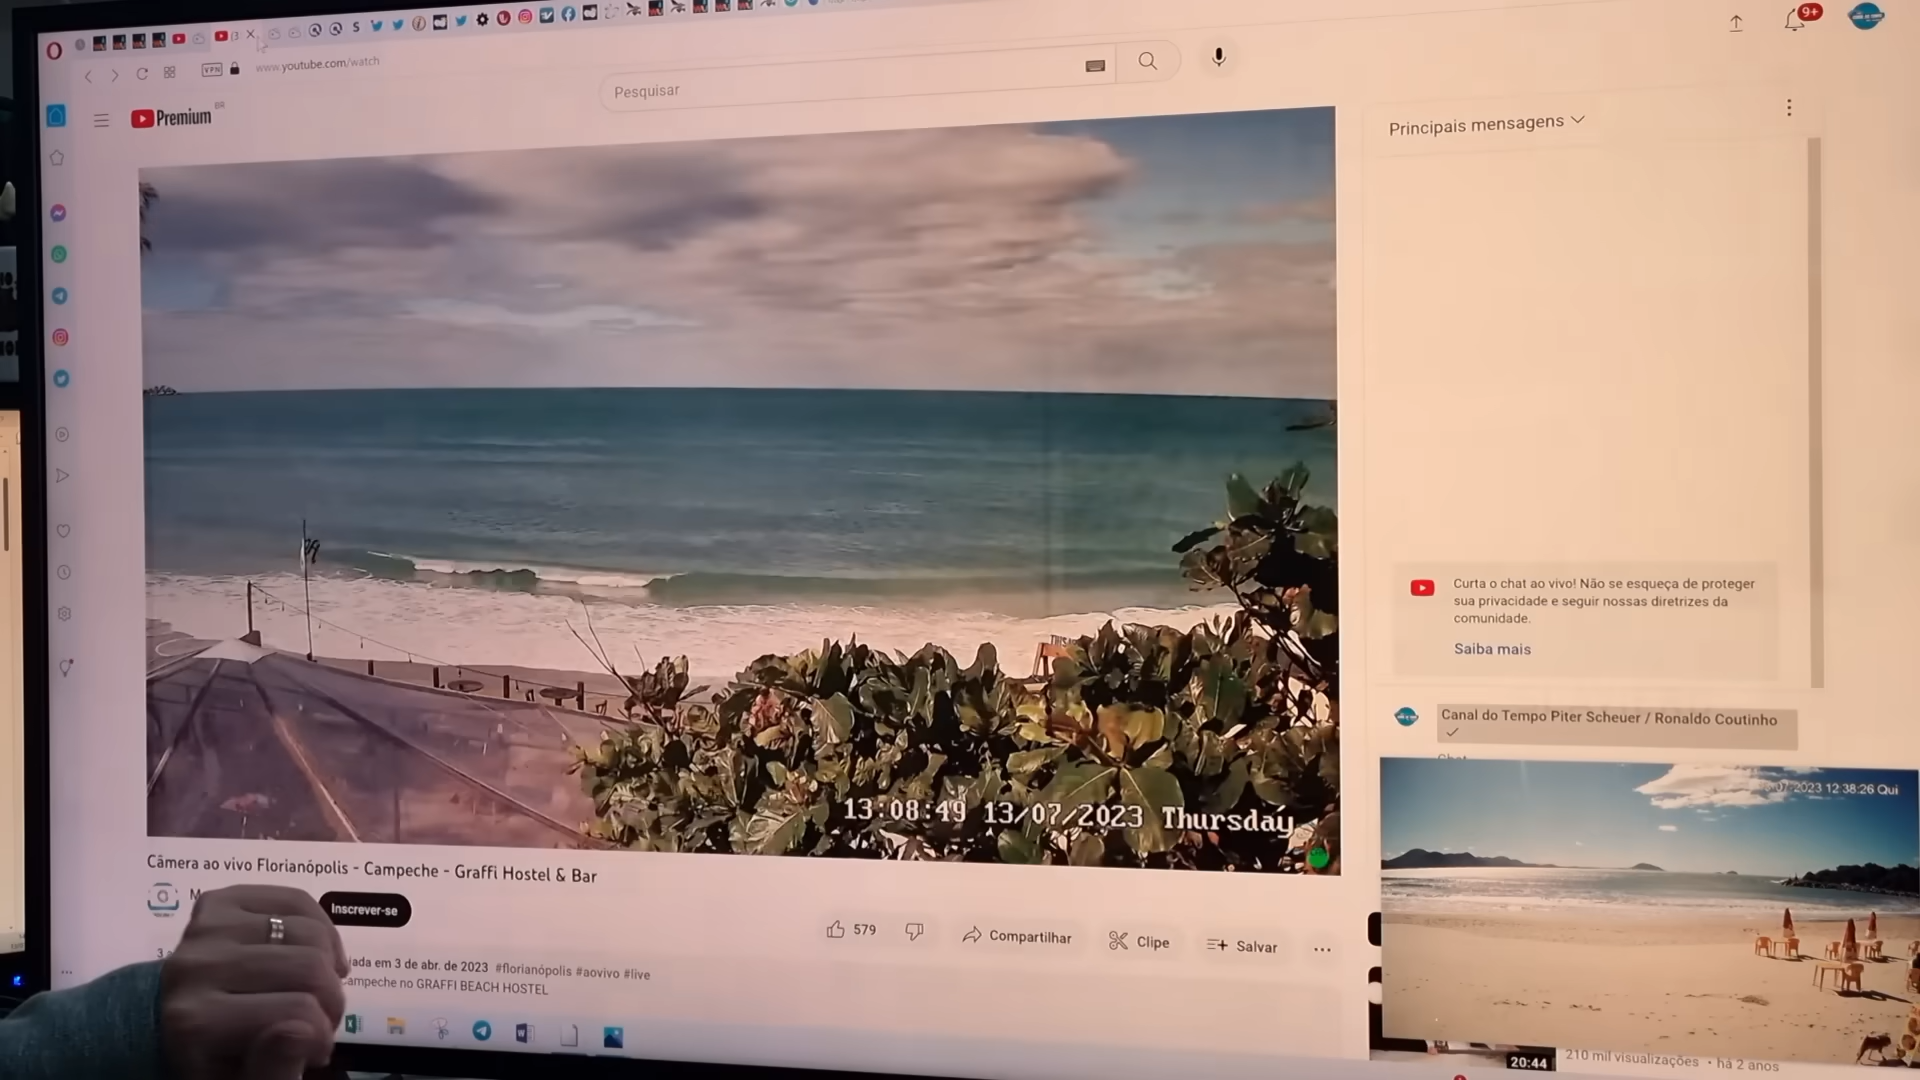 VPN
www.youtube.com/watch
Premium
BR
Pesquisar
9+
Principais mensagens
Curta o chat ao vivo! Não se esqueça de proteger
sua privacidade e seguir nossas diretrizes da
comunidade.
Saiba mais
Canal do Tempo Piter Scheuer / Ronaldo Coutinho
13:08:49 13/07/2023 Thursday
2023 12:38:26 Qui
Câmera ao vivo Florianópolis - Campeche - Graffi Hostel & Bar
Inscrever-se
579
Compartilhar
Clipe
Salvar
em 3 de abr. de 2023 #florianópolis #aovivo #live
Campeche no GRAFFI BEACH HOSTEL
20:44
210 mil visualizações • há 2 anos